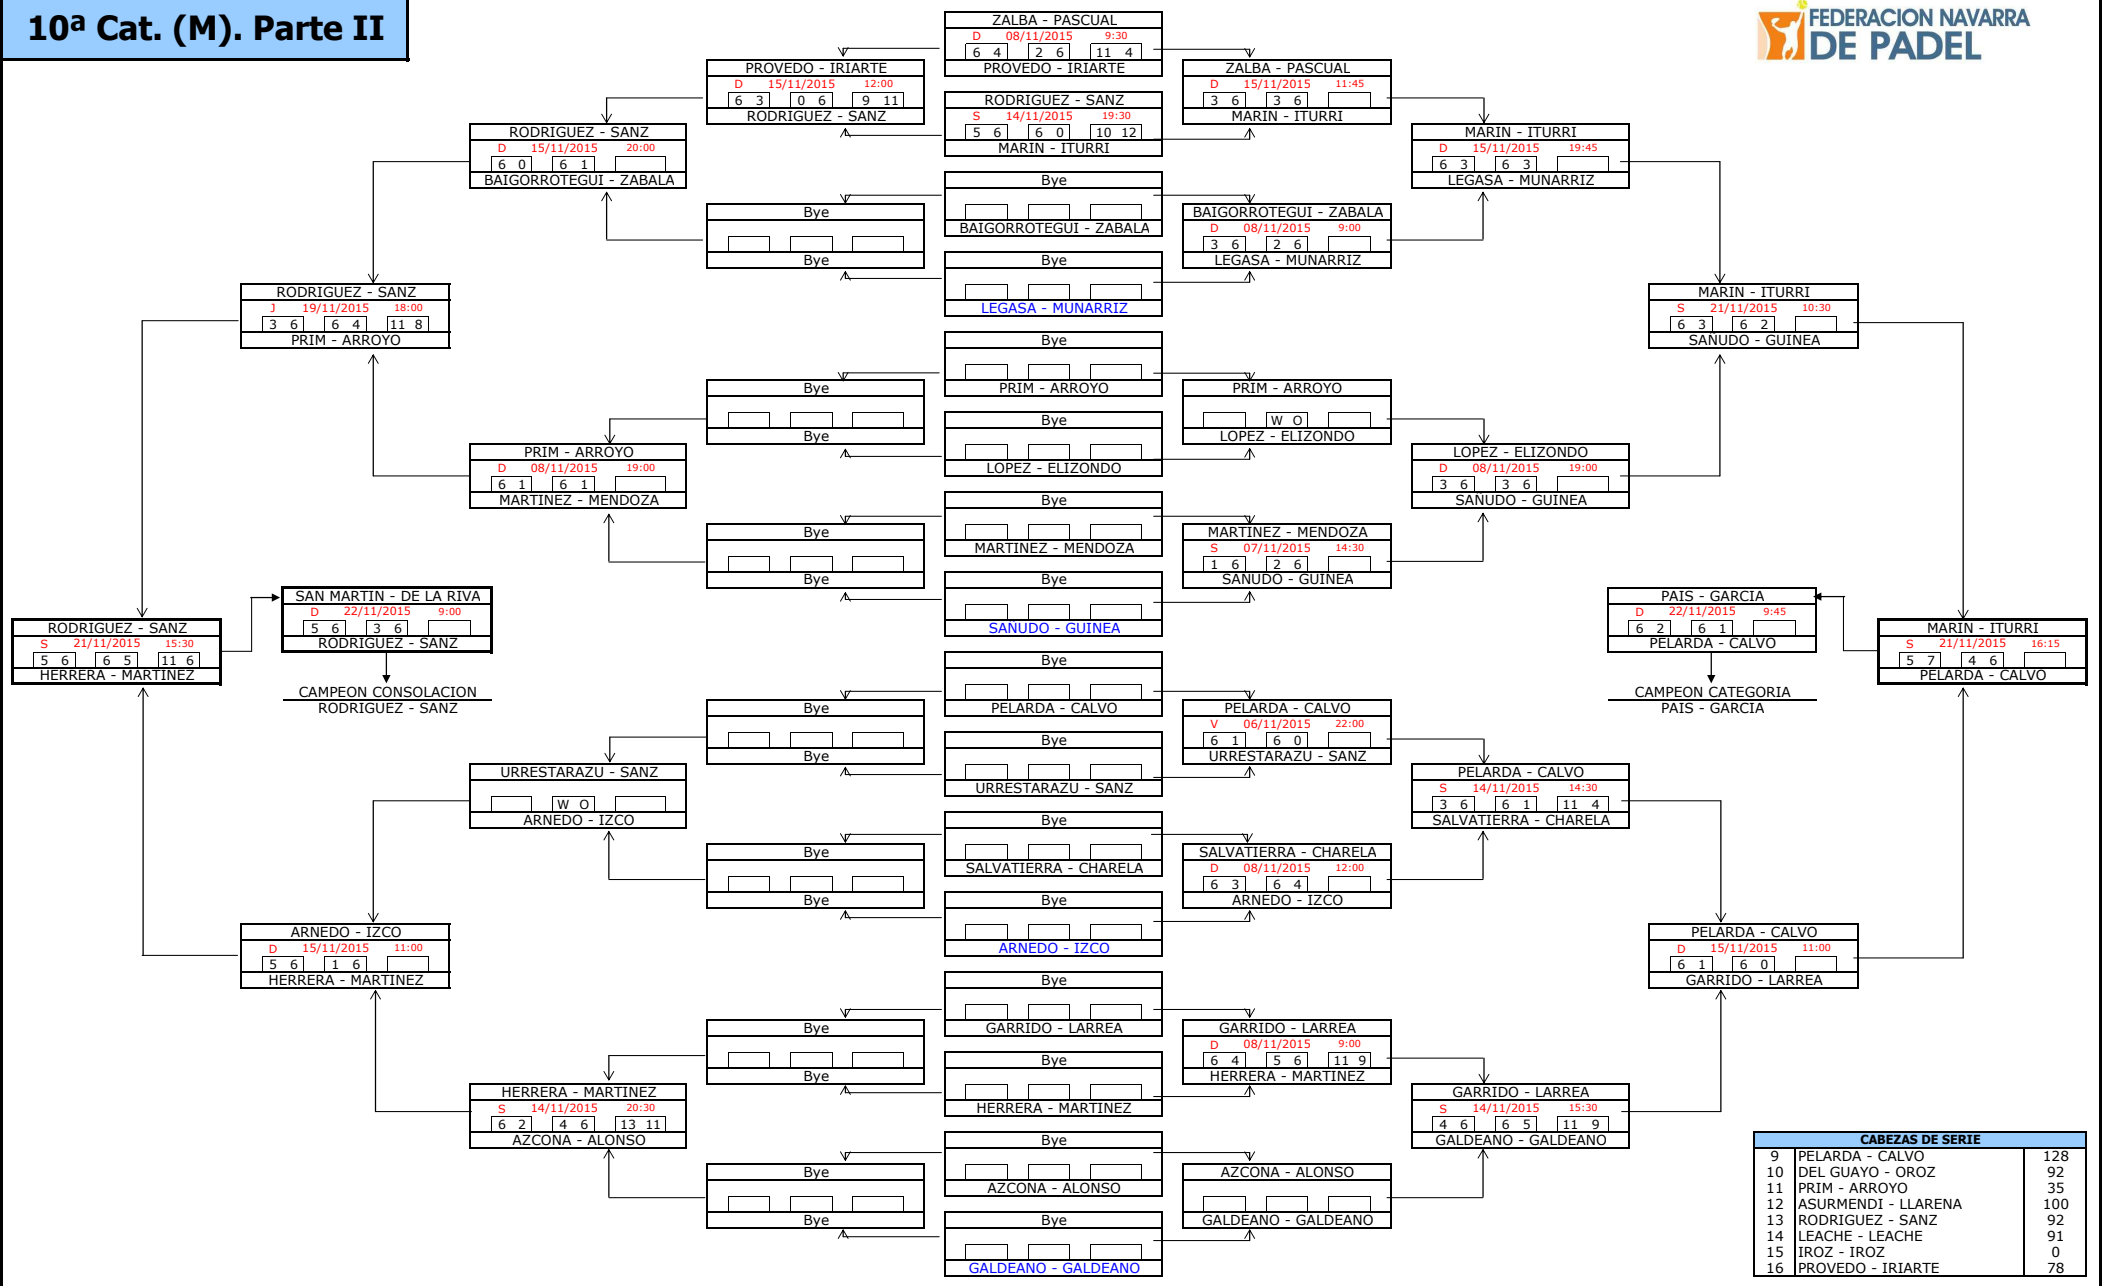 10ª Cat. (M). Parte II
FEDERACION NAVARRA
DE PADEL
RODRIGUEZ - SANZ
S 21/11/2015 15:30
5 6 6 5 11 6
HERRERA - MARTINEZ
SAN MARTIN - DE LA RIVA
D 22/11/2015 9:00
5 6 3 6
RODRIGUEZ - SANZ
CAMPEON CONSOLACION
RODRIGUEZ - SANZ
RODRIGUEZ - SANZ
J 19/11/2015 18:00
3 6 6 4 11 8
PRIM - ARROYO
ARNEDO - IZCO
D 15/11/2015 11:00
5 6 1 6
HERRERA - MARTINEZ
RODRIGUEZ - SANZ
D 15/11/2015 20:00
6 0 6 1
BAIGORROTEGUI - ZABALA
PRIM - ARROYO
D 08/11/2015 19:00
6 1 6 1
MARTINEZ - MENDOZA
URRESTARAZU - SANZ
W O
ARNEDO - IZCO
HERRERA - MARTINEZ
S 14/11/2015 20:30
6 2 4 6 13 11
AZCONA - ALONSO
PROVEDO - IRIARTE
D 15/11/2015 12:00
6 3 0 6 9 11
RODRIGUEZ - SANZ
Bye
Bye
Bye
Bye
Bye
Bye
Bye
Bye
Bye
Bye
Bye
Bye
Bye
Bye
ZALBA - PASCUAL
D 08/11/2015 9:30
6 4 2 6 11 4
PROVEDO - IRIARTE
RODRIGUEZ - SANZ
S 14/11/2015 19:30
5 6 6 0 10 12
MARIN - ITURRI
Bye
BAIGORROTEGUI - ZABALA
Bye
LEGASA - MUNARRIZ
Bye
PRIM - ARROYO
Bye
LOPEZ - ELIZONDO
Bye
MARTINEZ - MENDOZA
Bye
SAÑUDO - GUINEA
Bye
PELARDA - CALVO
Bye
URRESTARAZU - SANZ
Bye
SALVATIERRA - CHARELA
Bye
ARNEDO - IZCO
Bye
GARRIDO - LARREA
Bye
HERRERA - MARTINEZ
Bye
AZCONA - ALONSO
Bye
GALDEANO - GALDEANO
ZALBA - PASCUAL
D 15/11/2015 11:45
3 6 3 6
MARIN - ITURRI
BAIGORROTEGUI - ZABALA
D 08/11/2015 9:00
3 6 2 6
LEGASA - MUNARRIZ
PRIM - ARROYO
W O
LOPEZ - ELIZONDO
MARTINEZ - MENDOZA
S 07/11/2015 14:30
1 6 2 6
SAÑUDO - GUINEA
PELARDA - CALVO
V 06/11/2015 22:00
6 1 6 0
URRESTARAZU - SANZ
SALVATIERRA - CHARELA
D 08/11/2015 12:00
6 3 6 4
ARNEDO - IZCO
GARRIDO - LARREA
D 08/11/2015 9:00
6 4 5 6 11 9
HERRERA - MARTINEZ
AZCONA - ALONSO
GALDEANO - GALDEANO
MARIN - ITURRI
D 15/11/2015 19:45
6 3 6 3
LEGASA - MUNARRIZ
LOPEZ - ELIZONDO
D 08/11/2015 19:00
3 6 3 6
SAÑUDO - GUINEA
PELARDA - CALVO
S 14/11/2015 14:30
3 6 6 1 11 4
SALVATIERRA - CHARELA
GARRIDO - LARREA
S 14/11/2015 15:30
4 6 6 5 11 9
GALDEANO - GALDEANO
MARIN - ITURRI
S 21/11/2015 10:30
6 3 6 2
SAÑUDO - GUINEA
PELARDA - CALVO
D 15/11/2015 11:00
6 1 6 0
GARRIDO - LARREA
PAIS - GARCIA
D 22/11/2015 9:45
6 2 6 1
PELARDA - CALVO
CAMPEON CATEGORIA
PAIS - GARCIA
MARIN - ITURRI
S 21/11/2015 16:15
5 7 4 6
PELARDA - CALVO
CABEZAS DE SERIE
9 PELARDA - CALVO 128
10 DEL GUAYO - OROZ 92
11 PRIM - ARROYO 35
12 ASURMENDI - LLARENA 100
13 RODRIGUEZ - SANZ 92
14 LEACHE - LEACHE 91
15 IROZ - IROZ 0
16 PROVEDO - IRIARTE 78